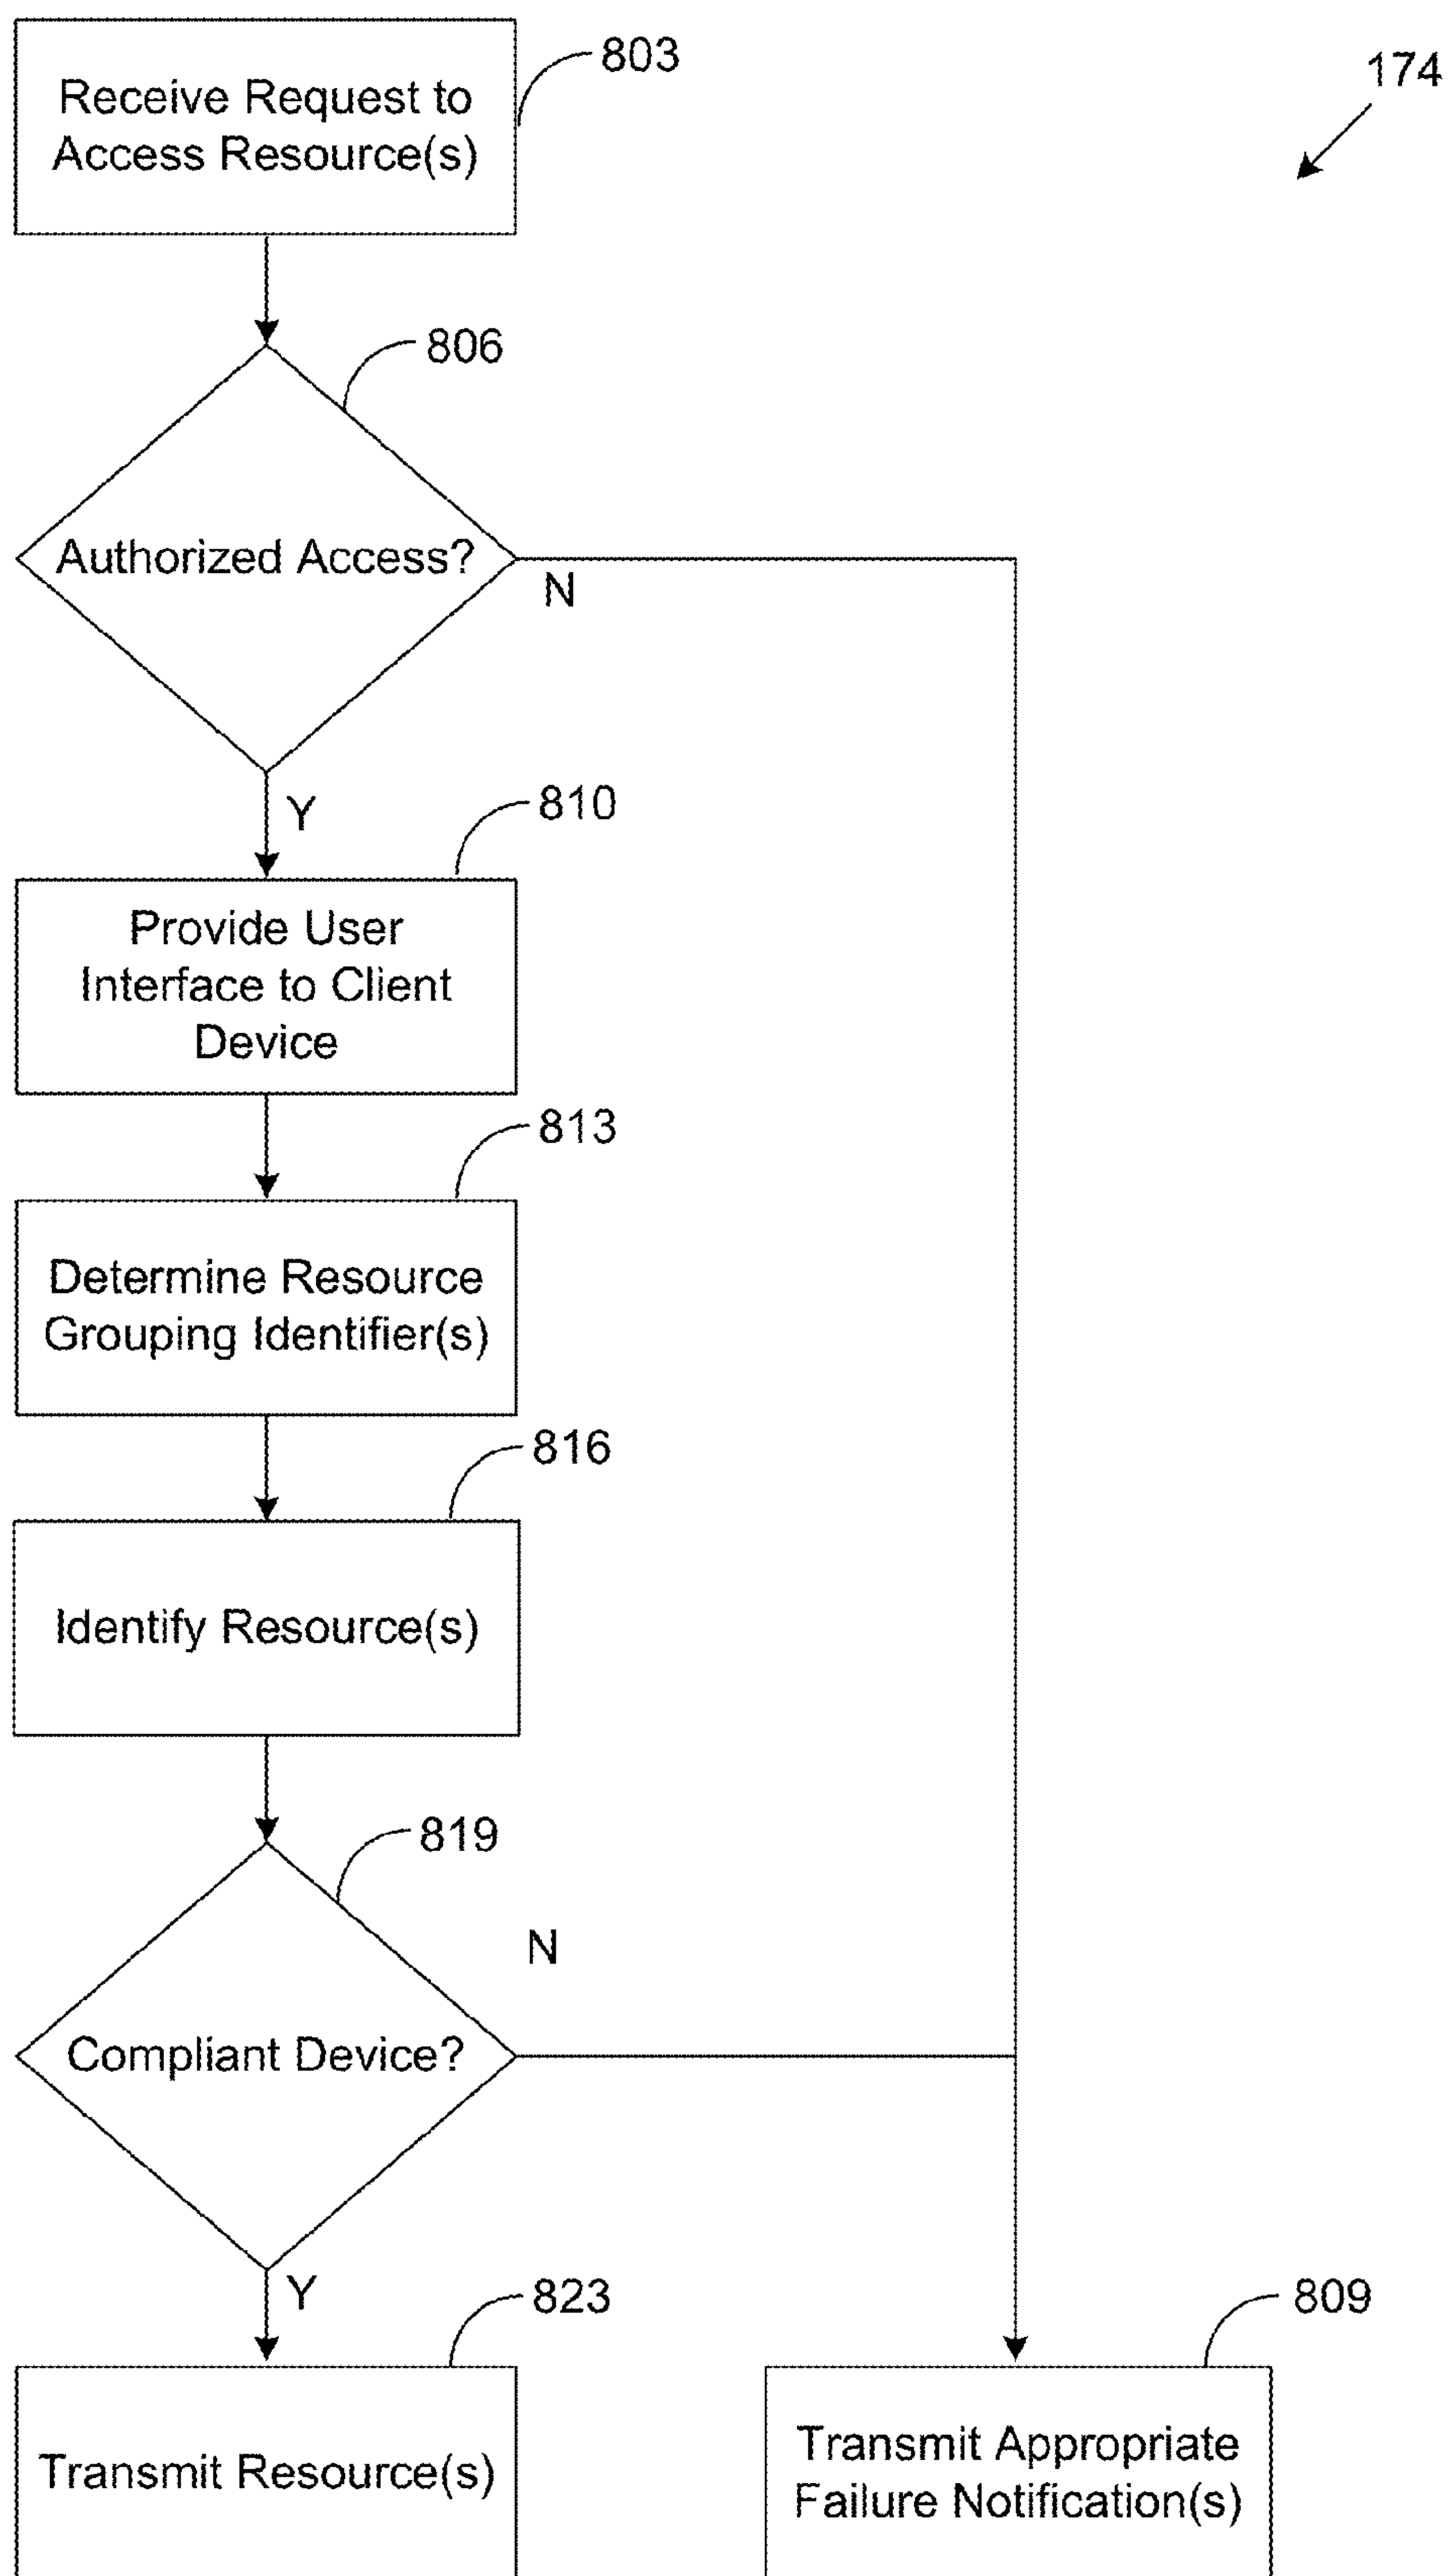 803
174
Receive Request to
Access Resource(s)
806
Authorized Access?
N
Y
810
Provide User
Interface to Client
Device
813
Determine Resource
Grouping Identifier(s)
816
Identify Resource(s)
819
N
Compliant Device?
Y
823
809
Transmit Resource(s)
Transmit Appropriate
Failure Notification(s)